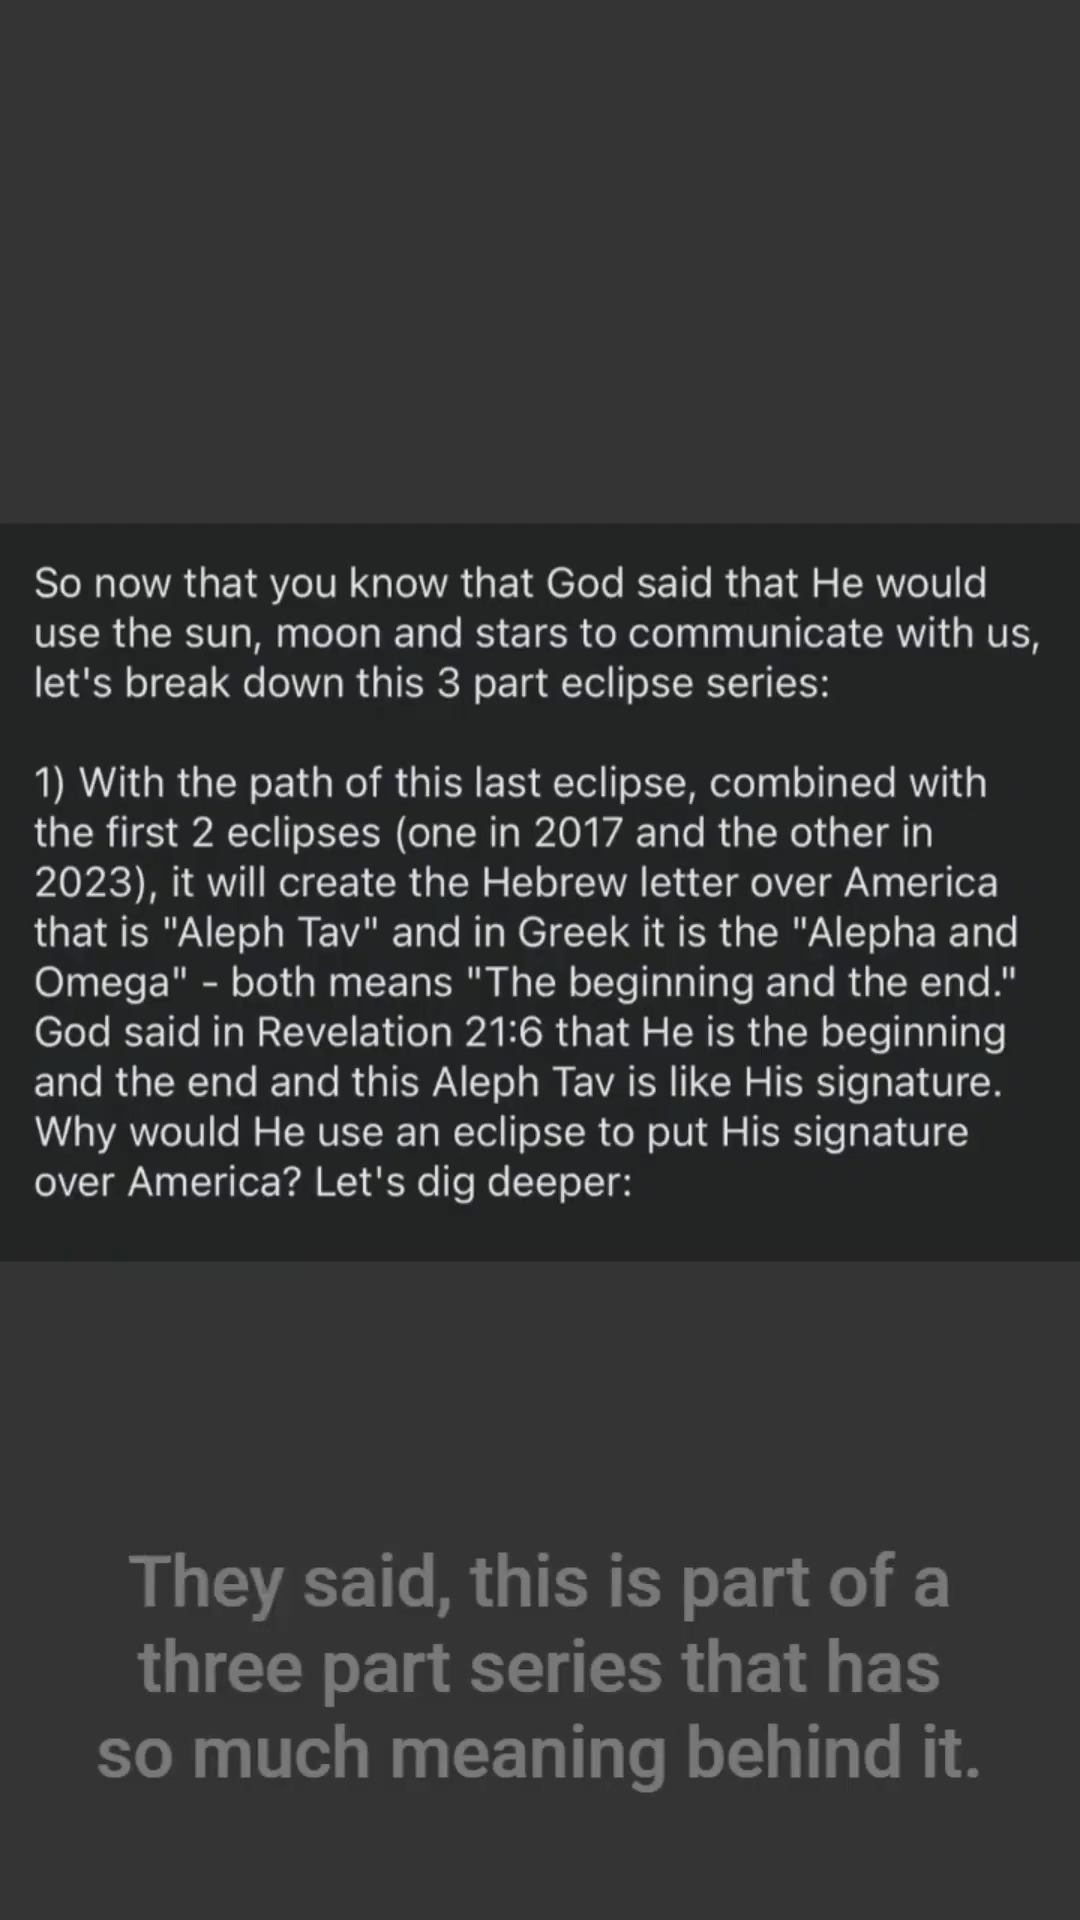 So now that you know that God said that He would
use the sun, moon and stars to communicate with us,
let's break down this 3 part eclipse series:
1) With the path of this last eclipse, combined with
the first 2 eclipses (one in 2017 and the other in
2023), it will create the Hebrew letter over America
that is "Aleph Tav" and in Greek it is the "Alepha and
Omega" - both means "The beginning and the end."
God said in Revelation 21:6 that He is the beginning
and the end and this Aleph Tav is like His signature.
Why would He use an eclipse to put His signature
over America? Let's dig deeper:
They said, this is part of a
three part series that has
so much meaning behind it.